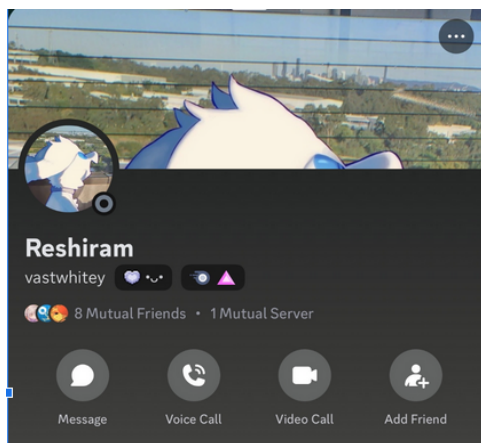 Reshiram
vastwhitey
8 Mutual Friends • 1 Mutual Server
Message Voice Call Video Call Add Friend